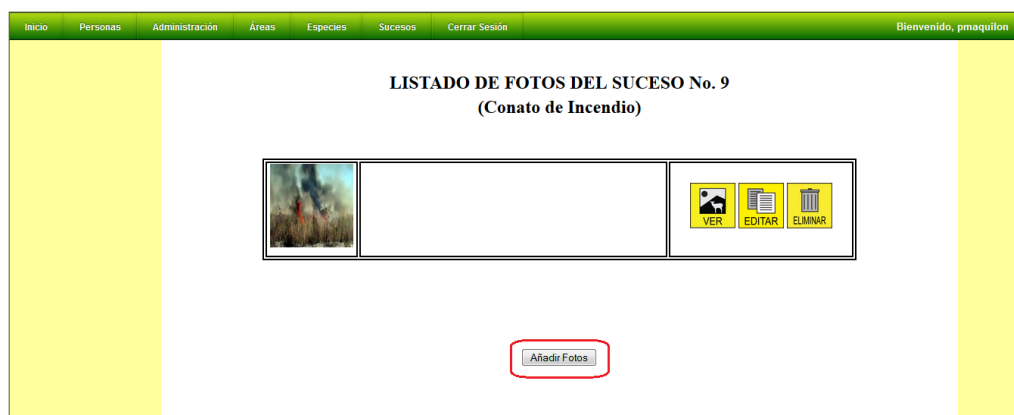 Inicio Personas Administración Áreas Especies Sucesos Cerrar Sesión Bienvenido, pmaquilon
LISTADO DE FOTOS DEL SUCESO No. 9
(Conato de Incendio)
VER EDITAR ELIMINAR
Añadir Fotos